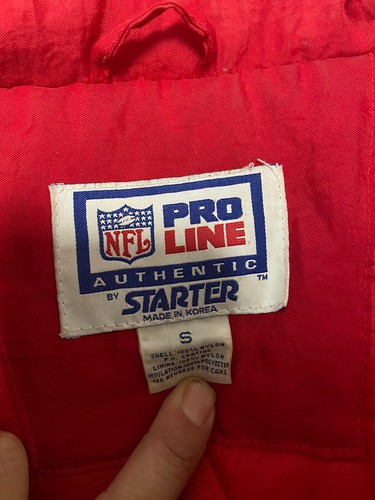 NFL
PRO
LINE
AUTHENTIC
TM
BY STARTER
MADE IN KOREA
S
SHELL: 100% NYLON
P.U. COATING
LINING: 100% NYLON
INSULATION: 100% POLYESTER
SEE REVERSE FOR CARE